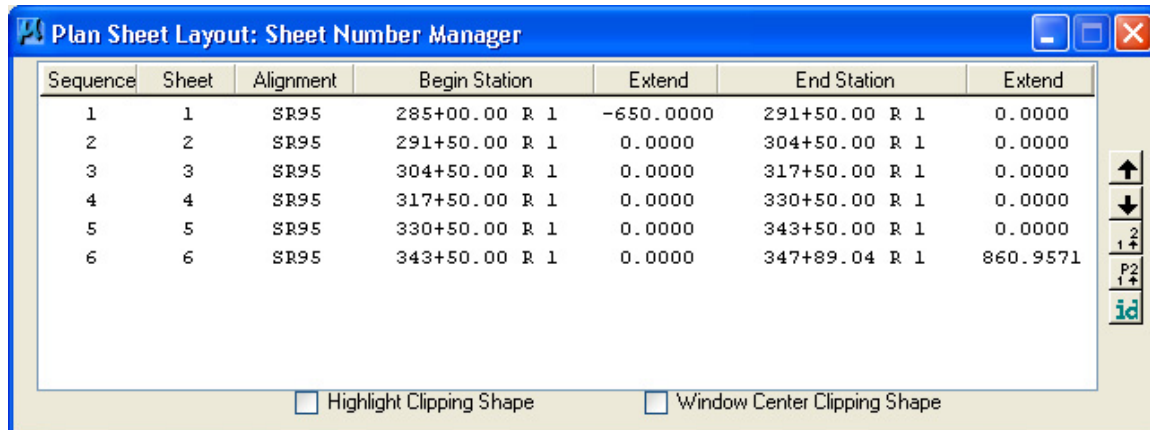 Plan Sheet Layout: Sheet Number Manager
Sequence Sheet Alignment Begin Station Extend End Station Extend
1 1 SR95 285+00.00 R 1 -650.0000 291+50.00 R 1 0.0000
2 2 SR95 291+50.00 R 1 0.0000 304+50.00 R 1 0.0000
3 3 SR95 304+50.00 R 1 0.0000 317+50.00 R 1 0.0000
4 4 SR95 317+50.00 R 1 0.0000 330+50.00 R 1 0.0000
5 5 SR95 330+50.00 R 1 0.0000 343+50.00 R 1 0.0000
6 6 SR95 343+50.00 R 1 0.0000 347+89.04 R 1 860.9571
1 2
P2 1
id
Highlight Clipping Shape Window Center Clipping Shape